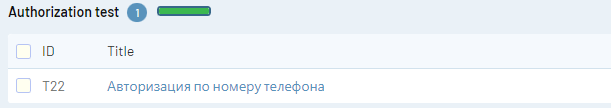 Authorization test 1
ID Title
T22 Авторизация по номеру телефона